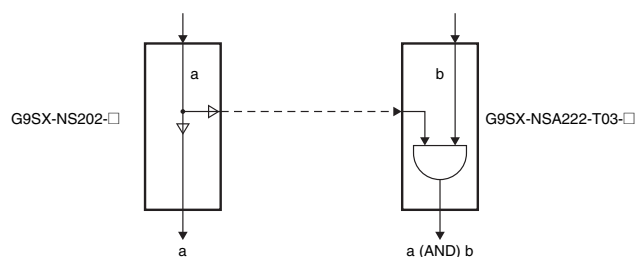 a
b
G9SX-NS202-□
G9SX-NSA222-T03-□
a
a (AND) b